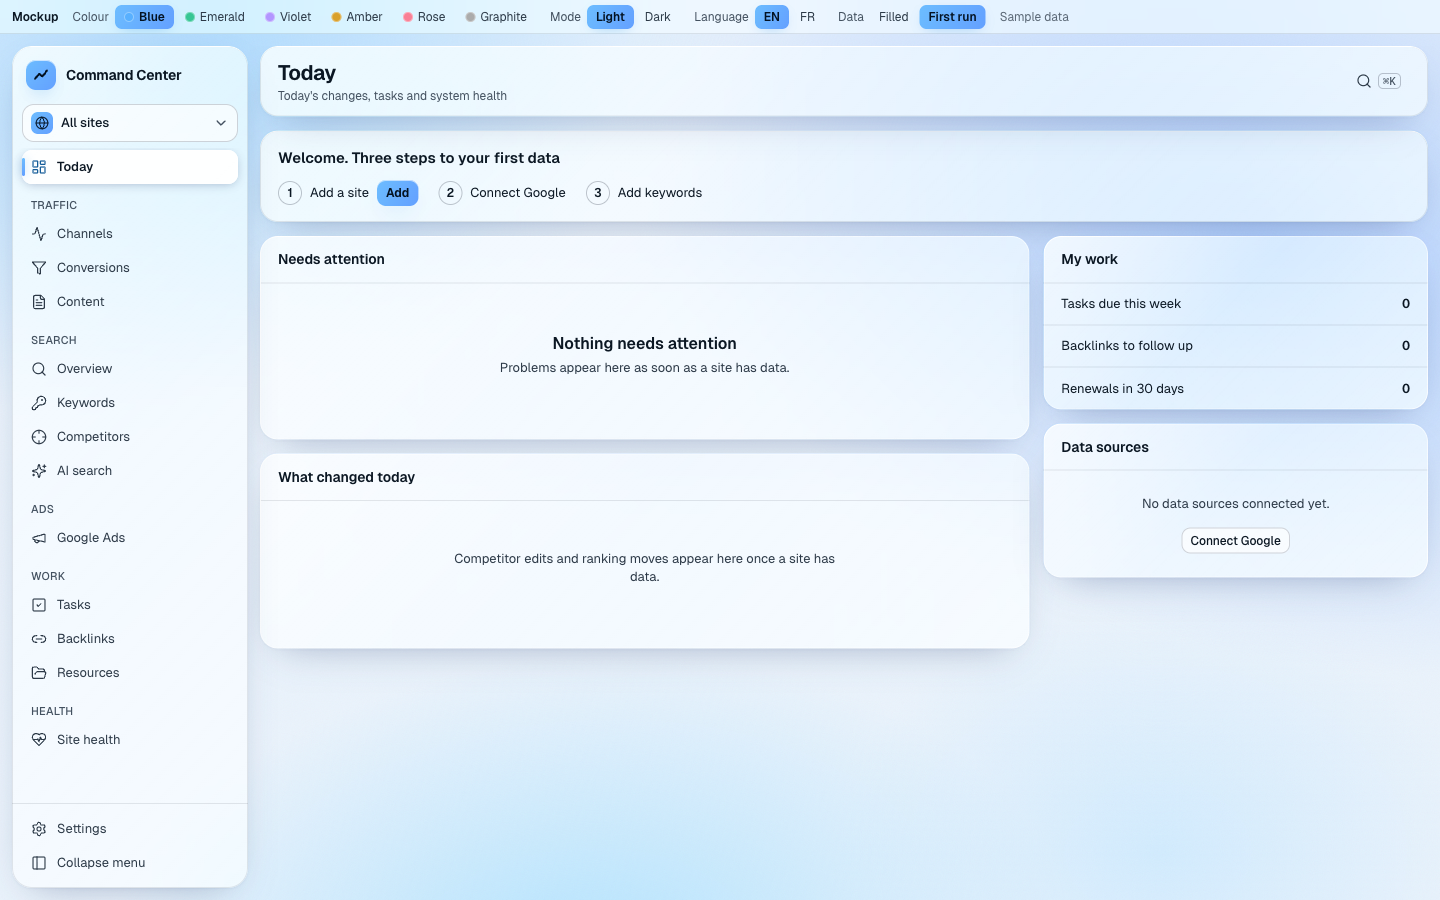 Mockup Colour Blue Emerald Violet Amber Rose Graphite Mode Light Dark Language EN FR Data Filled First run Sample data
Command Center
All sites
Today
TRAFFIC
Channels
Conversions
Content
SEARCH
Overview
Keywords
Competitors
AI search
ADS
Google Ads
WORK
Tasks
Backlinks
Resources
HEALTH
Site health
Settings
Collapse menu
Today
Today's changes, tasks and system health
⌘K
Welcome. Three steps to your first data
1 Add a site Add 2 Connect Google 3 Add keywords
Needs attention
Nothing needs attention
Problems appear here as soon as a site has data.
What changed today
Competitor edits and ranking moves appear here once a site has
data.
My work
Tasks due this week 0
Backlinks to follow up 0
Renewals in 30 days 0
Data sources
No data sources connected yet.
Connect Google